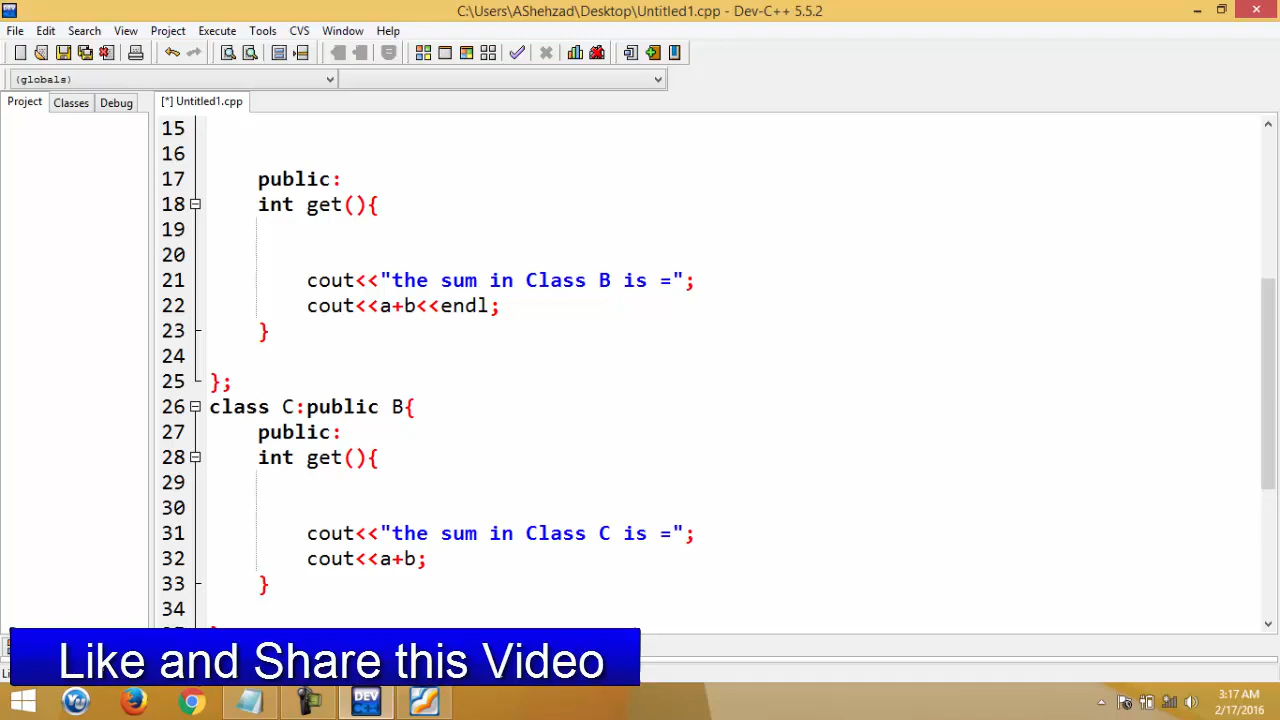 C:\Users\AShehzad\Desktop\Untitled1.cpp - Dev-C++ 5.5.2
File Edit Search View Project Execute Tools CVS Window Help
(globals)
Project Classes Debug [*] Untitled1.cpp
15
16
17 public:
18 int get(){
19
20
21 cout<<"the sum in Class B is =";
22 cout<<a+b<<endl;
23 }
24
25 };
26 class C:public B{
27 public:
28 int get(){
29
30
31 cout<<"the sum in Class C is =";
32 cout<<a+b;
33 }
34
Like and Share this Video
DEV
3:17 AM
2/17/2016